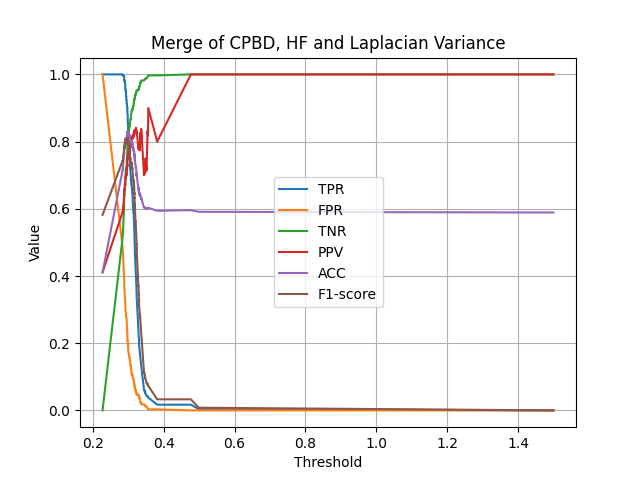 Merge of CPBD, HF and Laplacian Variance
1.0
0.8
0.6
0.4
0.2
0.0
Value
TPR
FPR
TNR
PPV
ACC
F1-score
0.2 0.4 0.6 0.8 1.0 1.2 1.4
Threshold